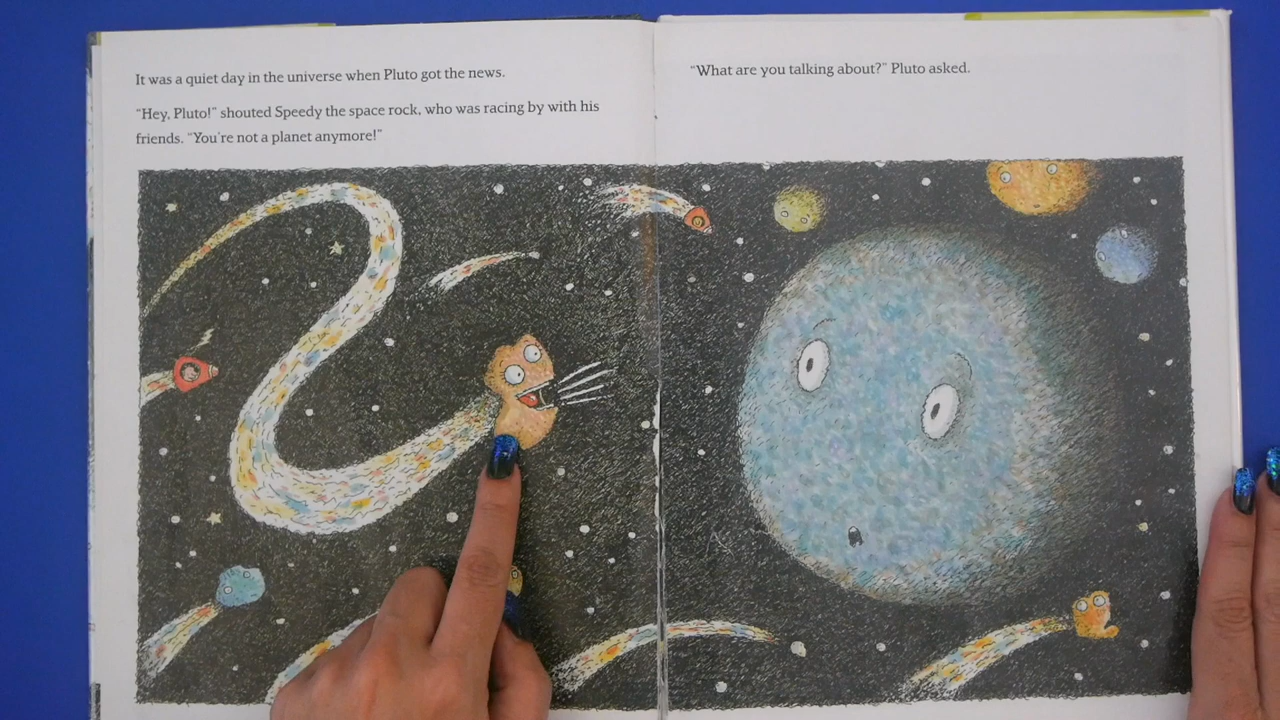 It was a quiet day in the universe when Pluto got the news.
“Hey, Pluto!” shouted Speedy the space rock, who was racing by with his
friends. “You're not a planet anymore!”
“What are you talking about?” Pluto asked.